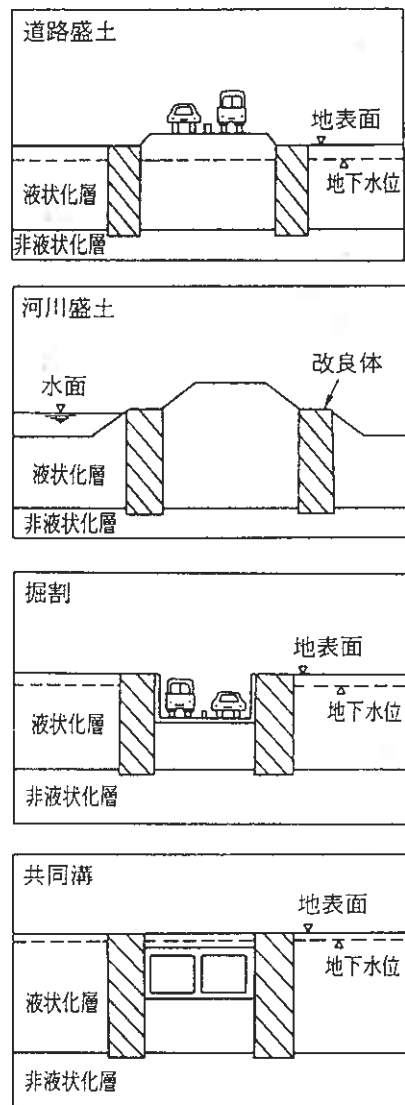 道路盛土
地表面
地下水位
液状化層
非液状化層
河川盛土
改良体
水面
液状化層
非液状化層
掘割
地表面
地下水位
液状化層
非液状化層
共同溝
地表面
地下水位
液状化層
非液状化層